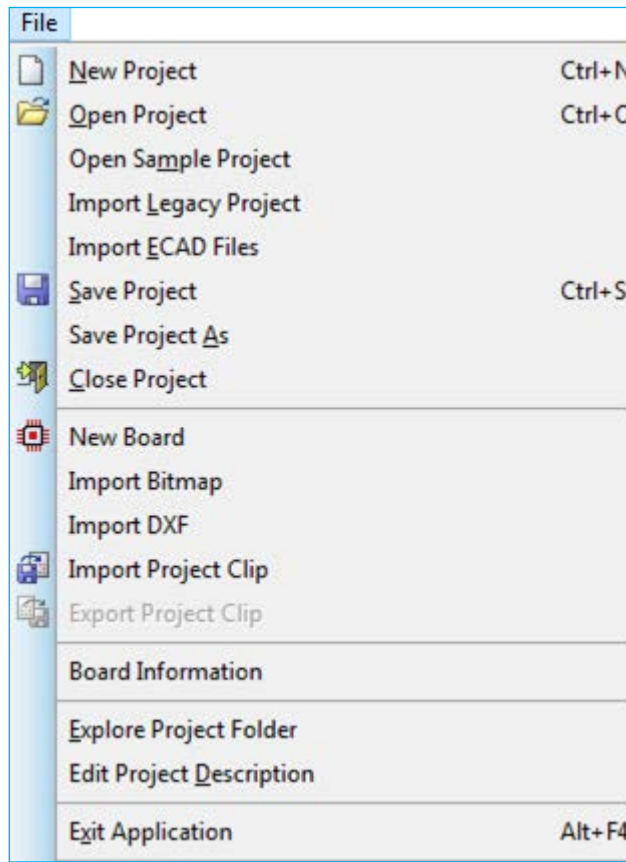 File
New Project Ctrl+N
Open Project Ctrl+O
Open Sample Project
Import Legacy Project
Import ECAD Files
Save Project Ctrl+S
Save Project As
Close Project
New Board
Import Bitmap
Import DXF
Import Project Clip
Export Project Clip
Board Information
Explore Project Folder
Edit Project Description
Exit Application Alt+F4